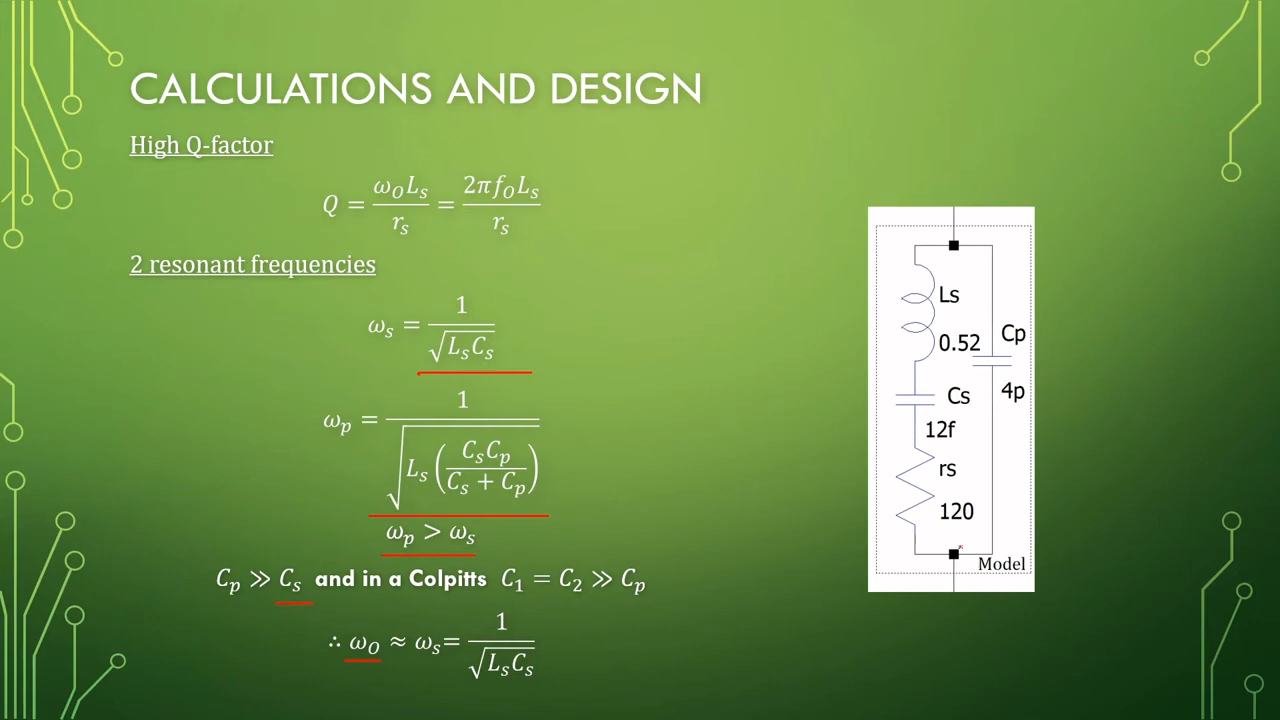 CALCULATIONS AND DESIGN
High Q-factor
Q = ω_O L_s / r_s = 2πf_O L_s / r_s
2 resonant frequencies
ω_s = 1 / √(L_s C_s)
ω_p = 1 / √(L_s (C_s C_p / (C_s + C_p)))
ω_p > ω_s
C_p ≫ C_s and in a Colpitts C_1 = C_2 ≫ C_p
∴ ω_O ≈ ω_s = 1 / √(L_s C_s)
Ls
0.52
Cp
4p
Cs
12f
rs
120
Model